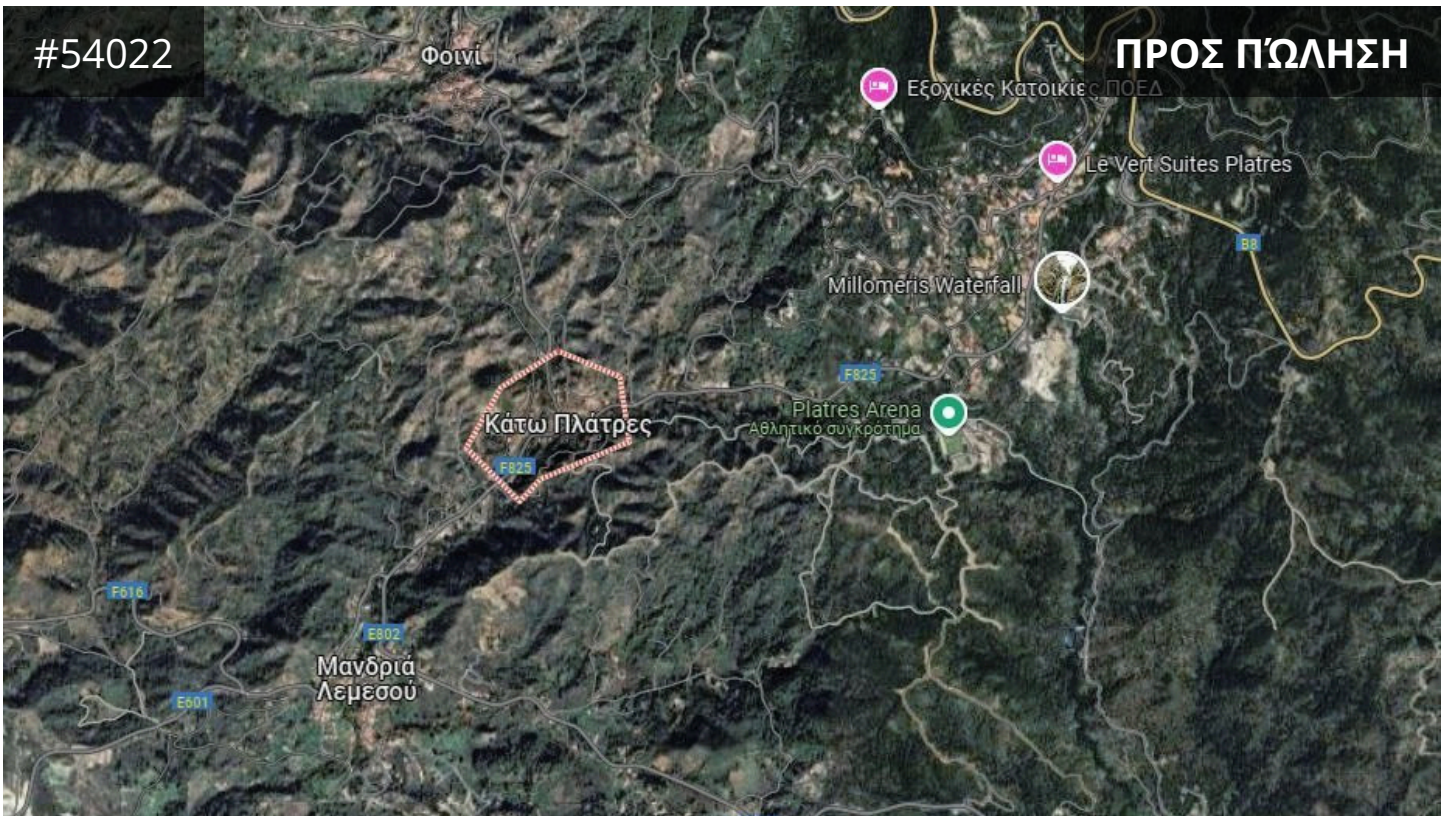 #54022
ΠΡΟΣ ΠΏΛΗΣΗ
Φοινί
Εξοχικές Κατοικίες ΠΟΕΔ
Le Vert Suites Platres
B8
Millomeris Waterfall
F825
Platres Arena
Αθλητικό συγκρότημα
Κάτω Πλάτρες
F825
F616
E802
Μανδριά
Λεμεσού
E601